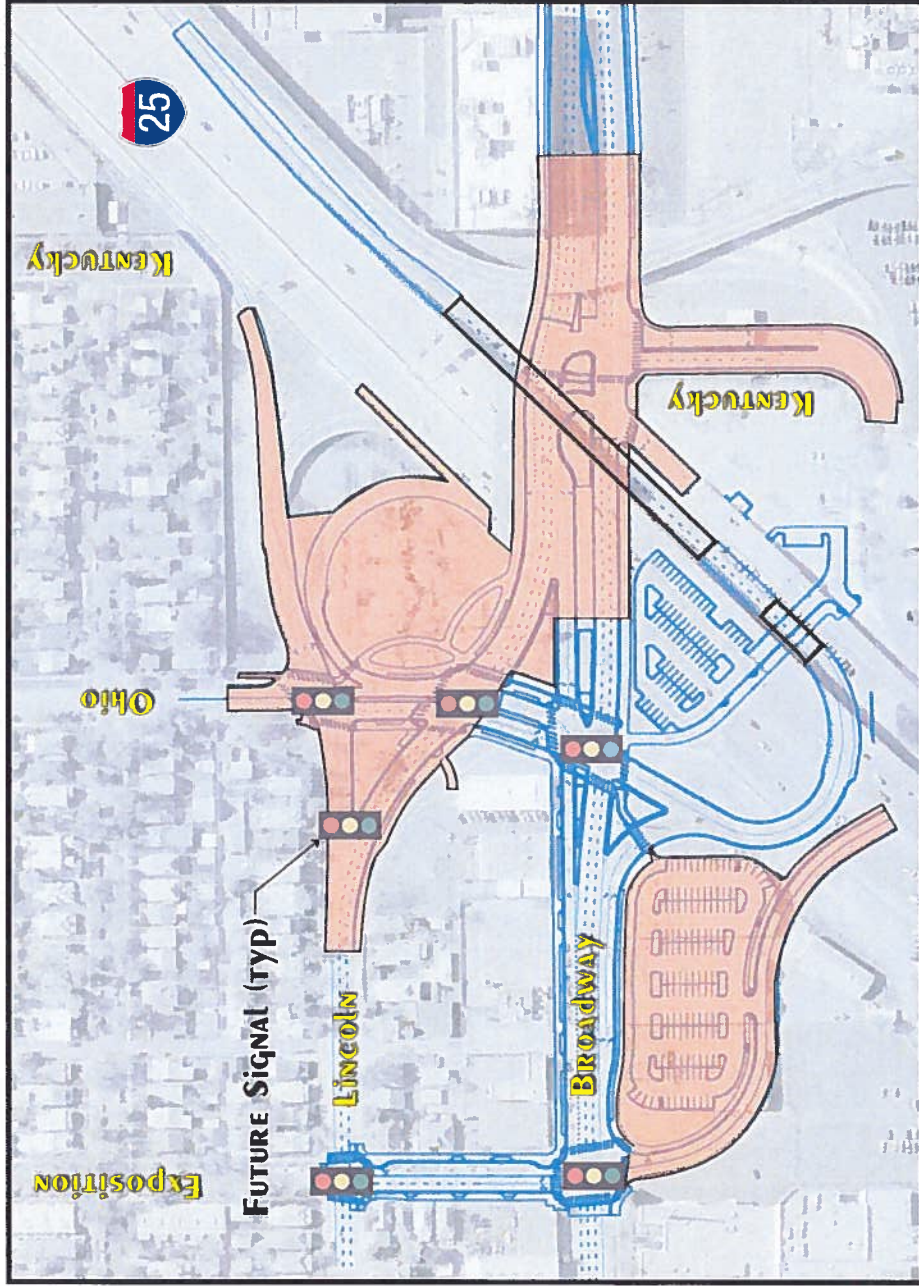 25
Kentucky
Kentucky
Ohio
Future Signal (Typ)
Lincoln
Broadway
Exposition